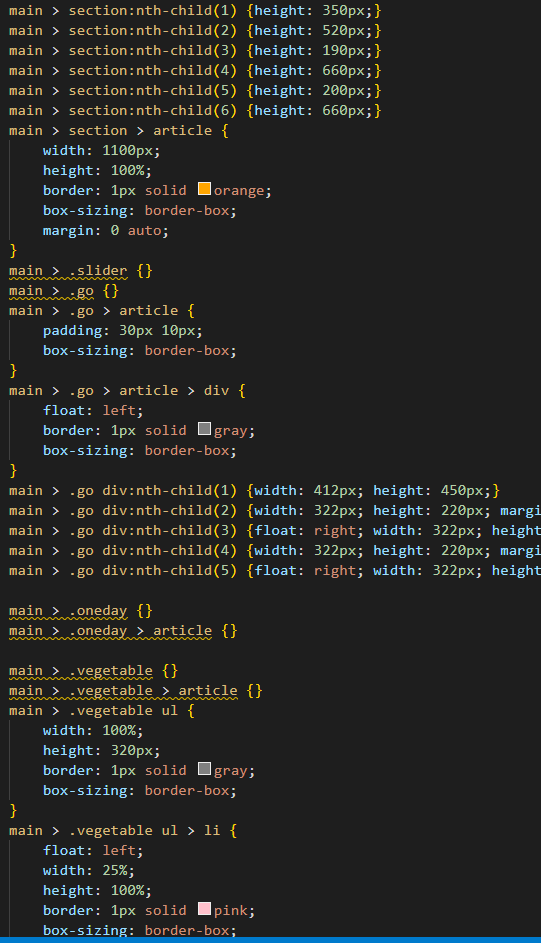 main > section:nth-child(1) {height: 350px;}
main > section:nth-child(2) {height: 520px;}
main > section:nth-child(3) {height: 190px;}
main > section:nth-child(4) {height: 660px;}
main > section:nth-child(5) {height: 200px;}
main > section:nth-child(6) {height: 660px;}
main > section > article {
    width: 1100px;
    height: 100%;
    border: 1px solid orange;
    box-sizing: border-box;
    margin: 0 auto;
}
main > .slider {}
main > .go {}
main > .go > article {
    padding: 30px 10px;
    box-sizing: border-box;
}
main > .go > article > div {
    float: left;
    border: 1px solid gray;
    box-sizing: border-box;
}
main > .go div:nth-child(1) {width: 412px; height: 450px;}
main > .go div:nth-child(2) {width: 322px; height: 220px; margi
main > .go div:nth-child(3) {float: right; width: 322px; height
main > .go div:nth-child(4) {width: 322px; height: 220px; margi
main > .go div:nth-child(5) {float: right; width: 322px; height

main > .oneday {}
main > .oneday > article {}

main > .vegetable {}
main > .vegetable > article {}
main > .vegetable ul {
    width: 100%;
    height: 320px;
    border: 1px solid gray;
    box-sizing: border-box;
}
main > .vegetable ul > li {
    float: left;
    width: 25%;
    height: 100%;
    border: 1px solid pink;
    box-sizing: border-box;